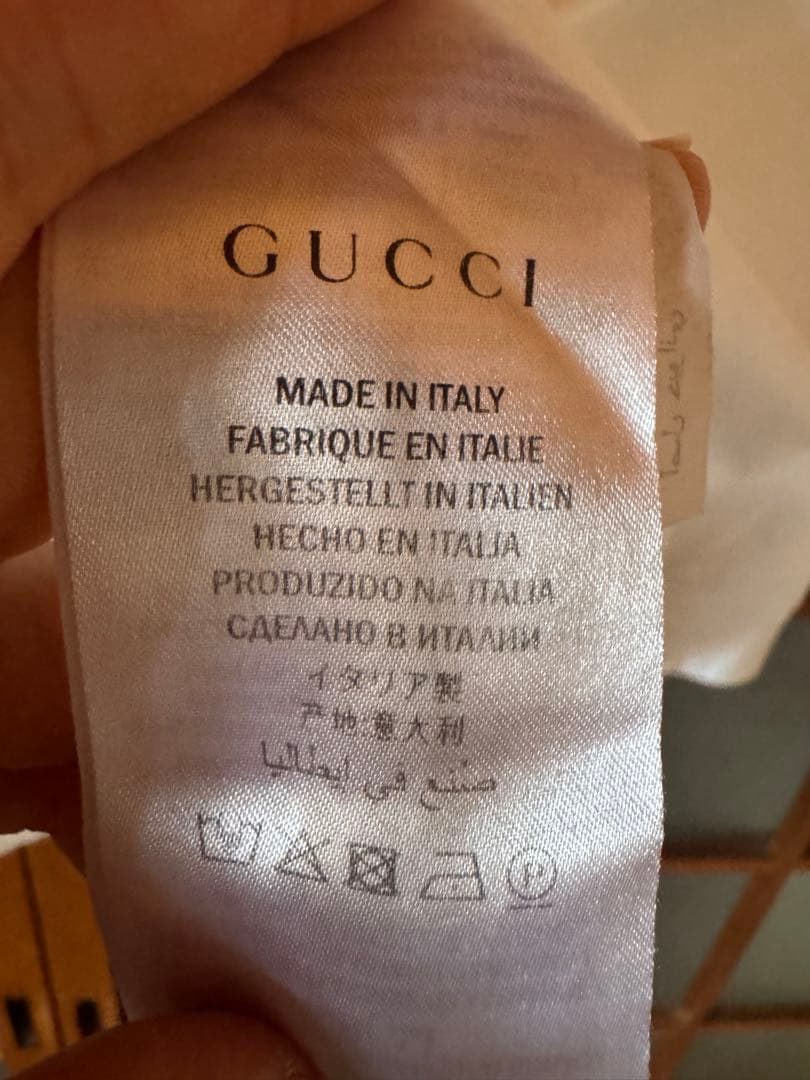 GUCCI
MADE IN ITALY
FABRIQUE EN ITALIE
HERGESTELLT IN ITALIEN
HECHO EN ITALIA
PRODUZIDO NA ITALIA
СДЕЛАНО В ИТАЛИИ
イタリア製
产地:意大利
صنع في ايطاليا
P